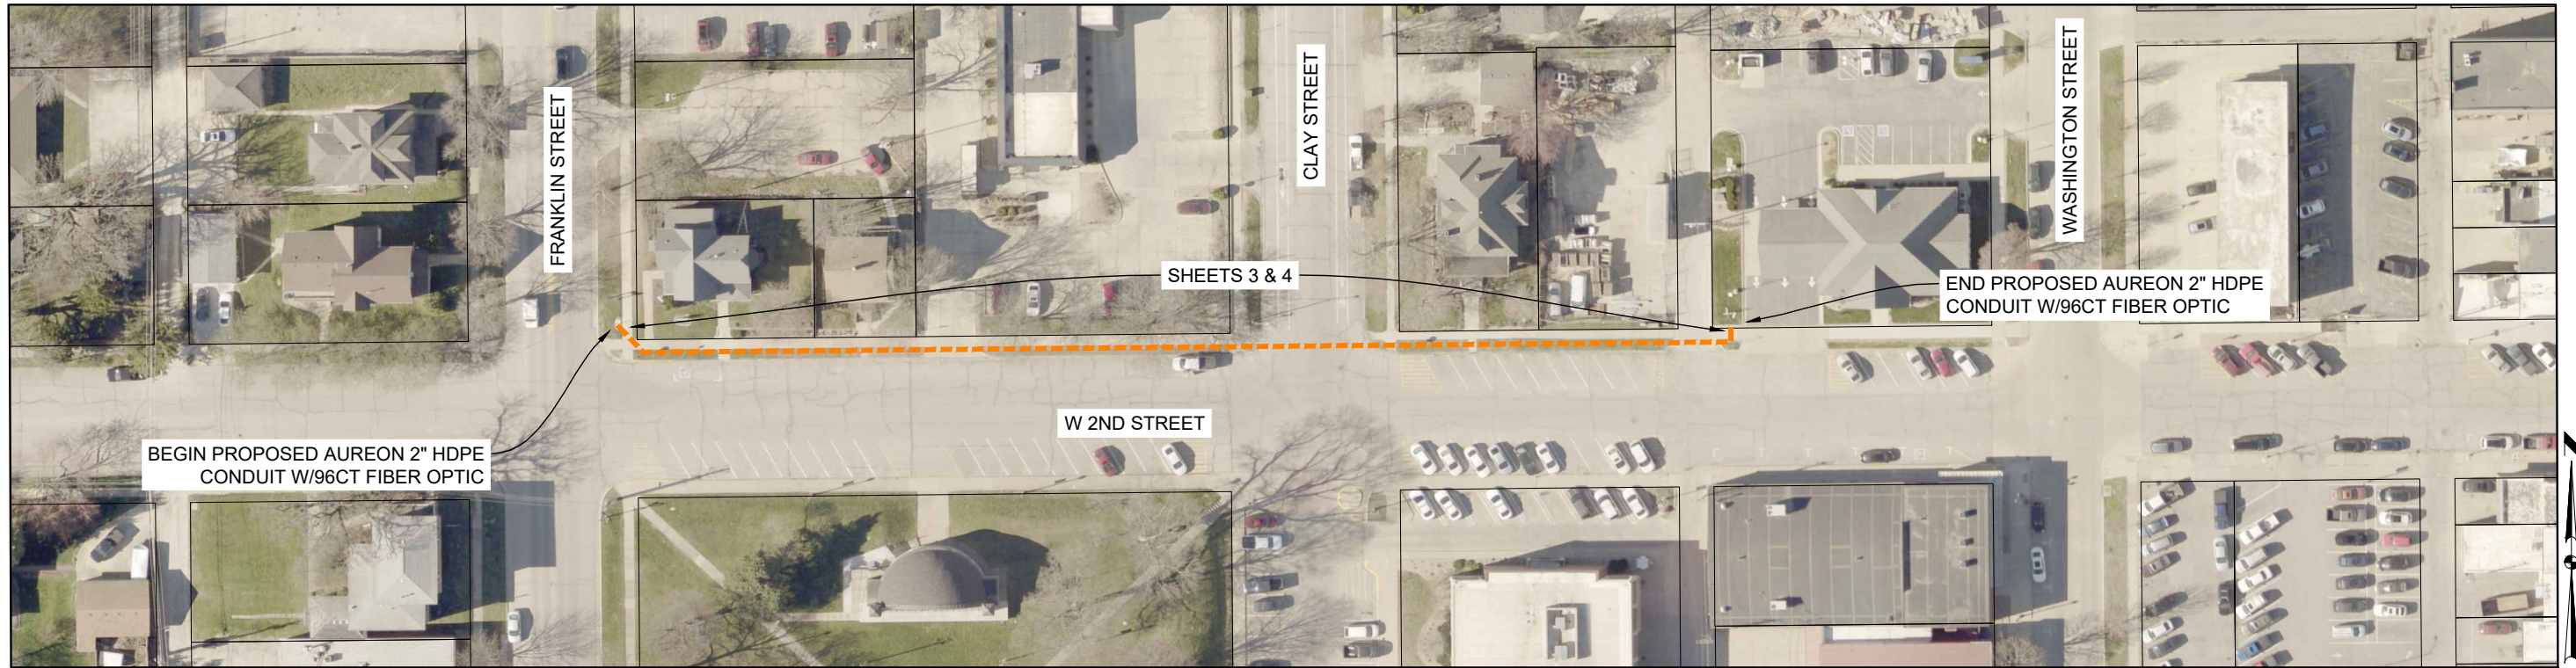 FRANKLIN STREET
CLAY STREET
WASHINGTON STREET
SHEETS 3 & 4
END PROPOSED AUREON 2" HDPE
CONDUIT W/96CT FIBER OPTIC
W 2ND STREET
BEGIN PROPOSED AUREON 2" HDPE
CONDUIT W/96CT FIBER OPTIC
N